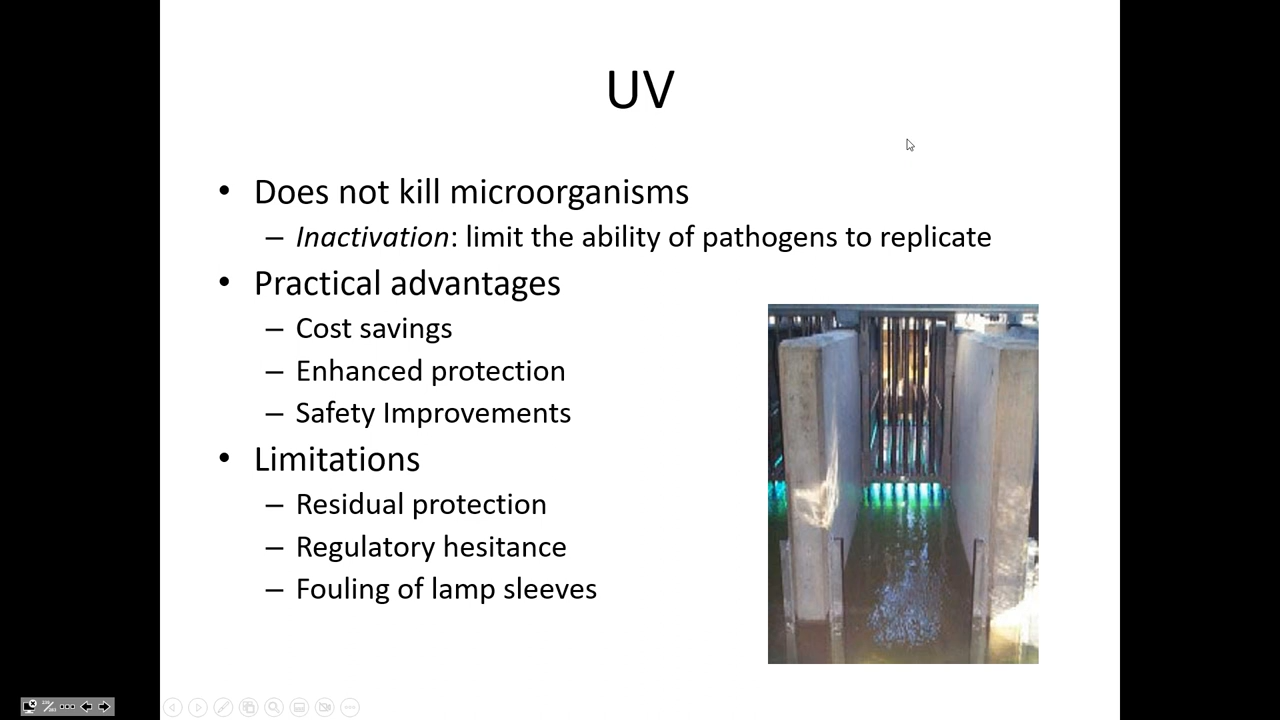 UV
• Does not kill microorganisms
– Inactivation: limit the ability of pathogens to replicate
• Practical advantages
– Cost savings
– Enhanced protection
– Safety Improvements
• Limitations
– Residual protection
– Regulatory hesitance
– Fouling of lamp sleeves